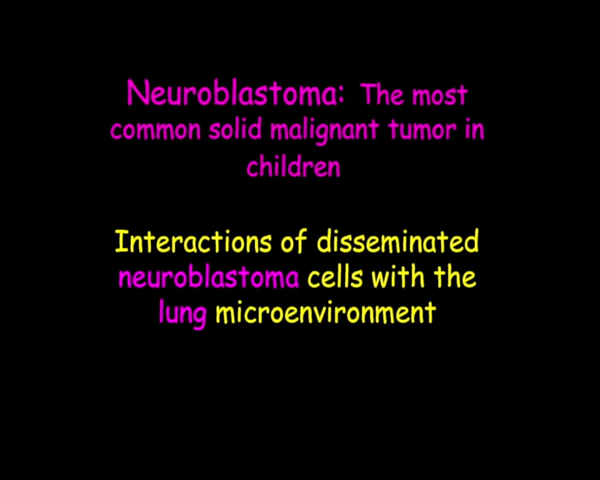 Neuroblastoma: The most
common solid malignant tumor in
children
Interactions of disseminated
neuroblastoma cells with the
lung microenvironment